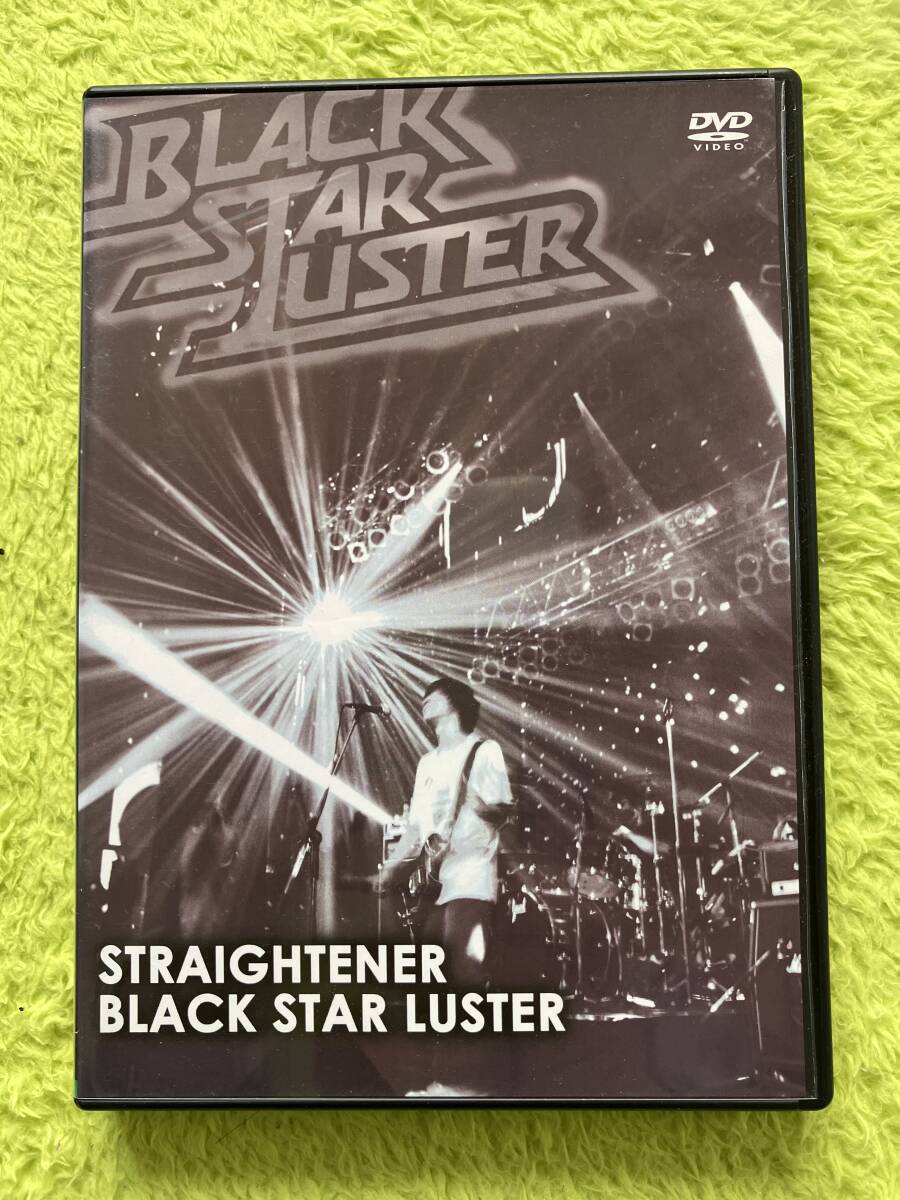 BLACK
STAR
LUSTER
DVD
VIDEO
STRAIGHTENER
BLACK STAR LUSTER